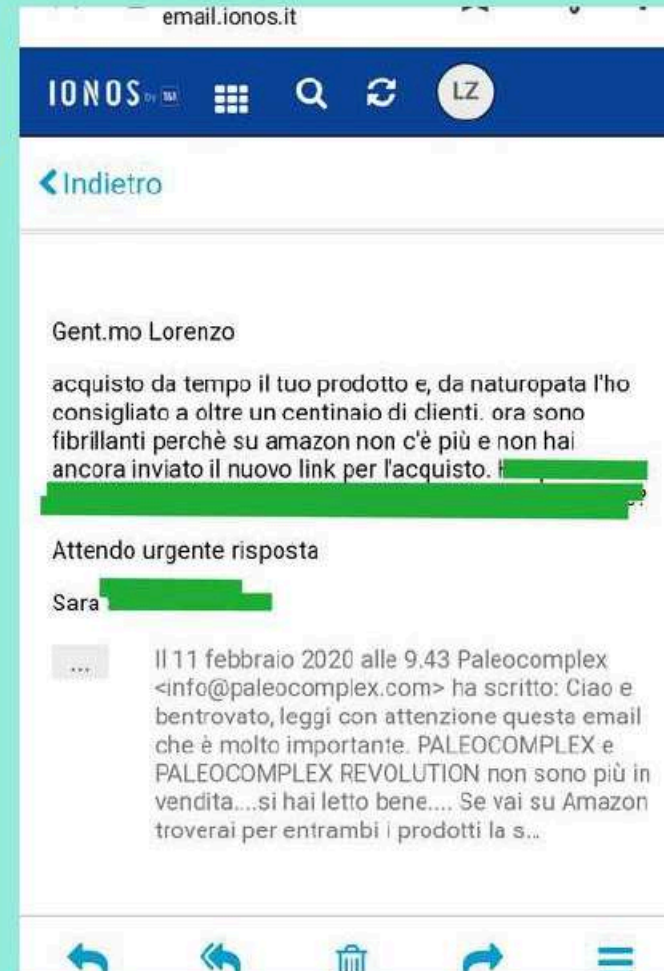 email.ionos.it
IONOS by 1&1
LZ
Indietro
Gent.mo Lorenzo
acquisto da tempo il tuo prodotto e, da naturopata l'ho
consigliato a oltre un centinaio di clienti. ora sono
fibrillanti perchè su amazon non c'è più e non hai
ancora inviato il nuovo link per l'acquisto.
?
Attendo urgente risposta
Sara
...
Il 11 febbraio 2020 alle 9.43 Paleocomplex
<info@paleocomplex.com> ha scritto: Ciao e
bentrovato, leggi con attenzione questa email
che è molto importante. PALEOCOMPLEX e
PALEOCOMPLEX REVOLUTION non sono più in
vendita....si hai letto bene.... Se vai su Amazon
troverai per entrambi i prodotti la s...